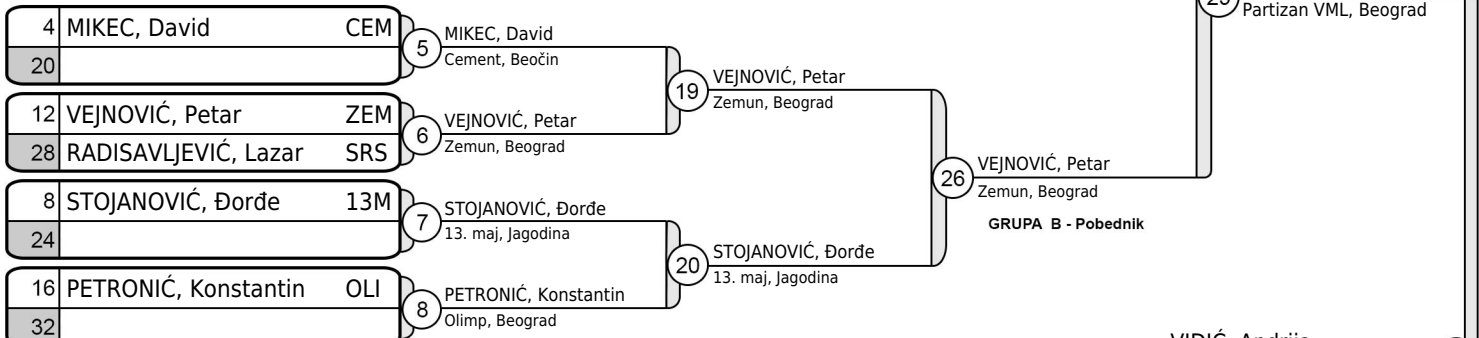 Partizan VML, Beograd
4 MIKEC, David CEM
20
5
MIKEC, David
Cement, Beočin
12 VEJNOVIĆ, Petar ZEM
28 RADISAVLJEVIĆ, Lazar SRS
6
VEJNOVIĆ, Petar
Zemun, Beograd
19
VEJNOVIĆ, Petar
Zemun, Beograd
8 STOJANOVIĆ, Đorđe 13M
24
7
STOJANOVIĆ, Đorđe
13. maj, Jagodina
16 PETRONIĆ, Konstantin OLI
32
8
PETRONIĆ, Konstantin
Olimp, Beograd
20
STOJANOVIĆ, Đorđe
13. maj, Jagodina
26
VEJNOVIĆ, Petar
Zemun, Beograd
GRUPA B - Pobednik